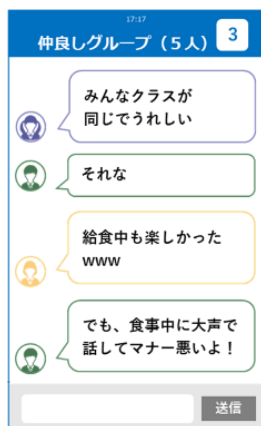 17:17
仲良しグループ（５人）
3
みんなクラスが
同じでうれしい
それな
給食中も楽しかった
www
でも、食事中に大声で
話してマナー悪いよ！
送信